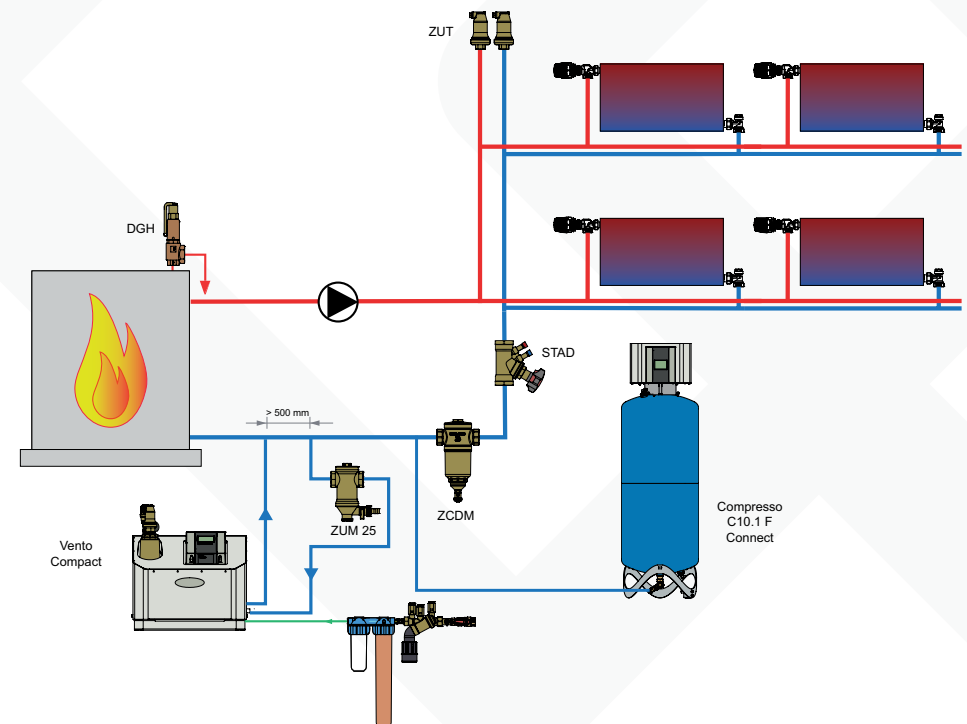 ZUT
DGH
STAD
> 500 mm
ZUM 25
ZCDM
Vento
Compact
Compresso
C10.1 F
Connect